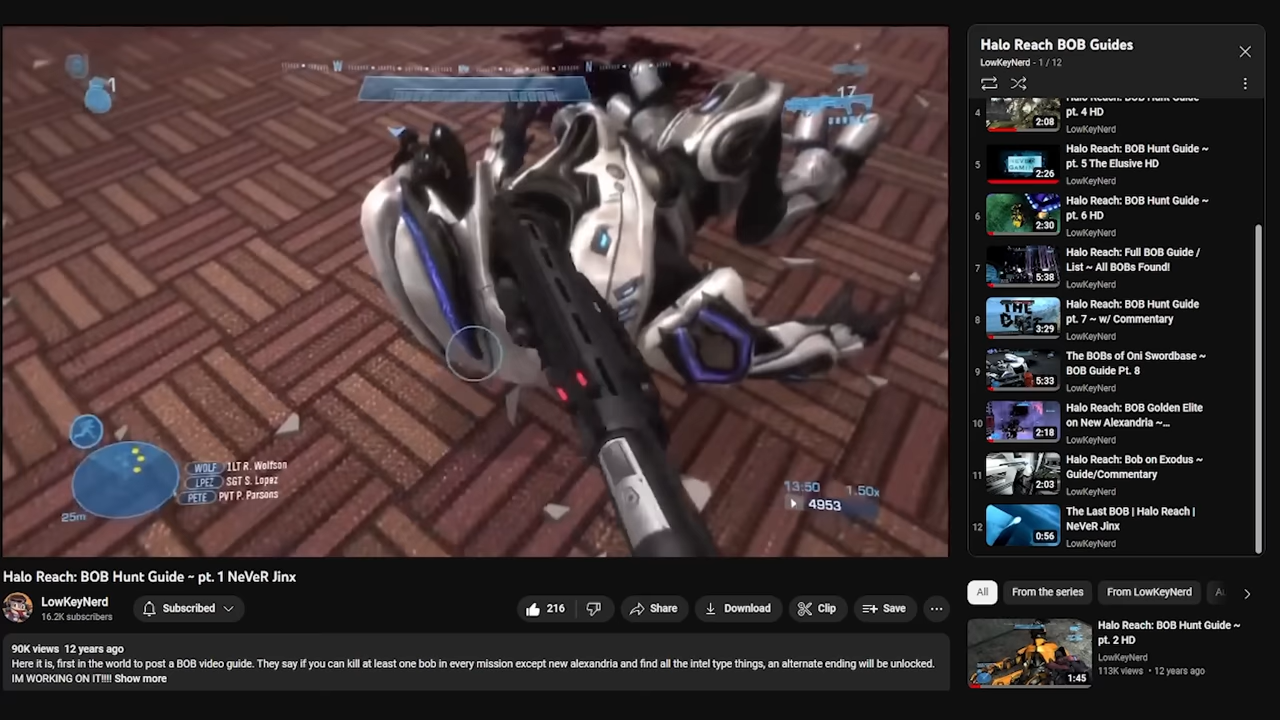 1
W
N
17
WOLF 1LT R. Wolfson
LPEZ SGT S. Lopez
PETE PVT P. Parsons
25m
13:50 1.50x
4953
Halo Reach: BOB Hunt Guide ~ pt. 1 NeVeR Jinx
LowKeyNerd
16.2K subscribers
Subscribed
216
Share
Download
Clip
Save
90K views 12 years ago
Here it is, first in the world to post a BOB video guide. They say if you can kill at least one bob in every mission except new alexandria and find all the intel type things, an alternate ending will be unlocked.
IM WORKING ON IT!!!! Show more
Halo Reach BOB Guides
LowKeyNerd - 1 / 12
4
2:08
Halo Reach: BOB Hunt Guide
pt. 4 HD
LowKeyNerd
5
2:26
Halo Reach: BOB Hunt Guide ~
pt. 5 The Elusive HD
LowKeyNerd
6
2:30
Halo Reach: BOB Hunt Guide ~
pt. 6 HD
LowKeyNerd
7
5:38
Halo Reach: Full BOB Guide /
List ~ All BOBs Found!
LowKeyNerd
8
THE
3:29
Halo Reach: BOB Hunt Guide
pt. 7 ~ w/ Commentary
LowKeyNerd
9
5:33
The BOBs of Oni Swordbase ~
BOB Guide Pt. 8
LowKeyNerd
10
2:18
Halo Reach: BOB Golden Elite
on New Alexandria ~...
LowKeyNerd
11
2:03
Halo Reach: Bob on Exodus ~
Guide/Commentary
LowKeyNerd
12
0:56
The Last BOB | Halo Reach |
NeVeR Jinx
LowKeyNerd
All
From the series
From LowKeyNerd
1:45
Halo Reach: BOB Hunt Guide ~
pt. 2 HD
LowKeyNerd
113K views • 12 years ago